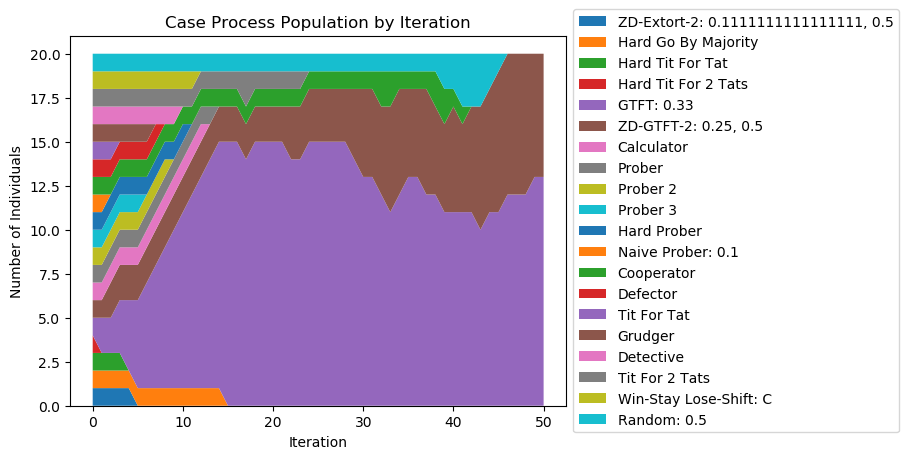 Case Process Population by Iteration
20.0
17.5
15.0
12.5
10.0
7.5
5.0
2.5
0.0
Number of Individuals
0 10 20 30 40 50
Iteration
ZD-Extort-2: 0.1111111111111111, 0.5
Hard Go By Majority
Hard Tit For Tat
Hard Tit For 2 Tats
GTFT: 0.33
ZD-GTFT-2: 0.25, 0.5
Calculator
Prober
Prober 2
Prober 3
Hard Prober
Naive Prober: 0.1
Cooperator
Defector
Tit For Tat
Grudger
Detective
Tit For 2 Tats
Win-Stay Lose-Shift: C
Random: 0.5